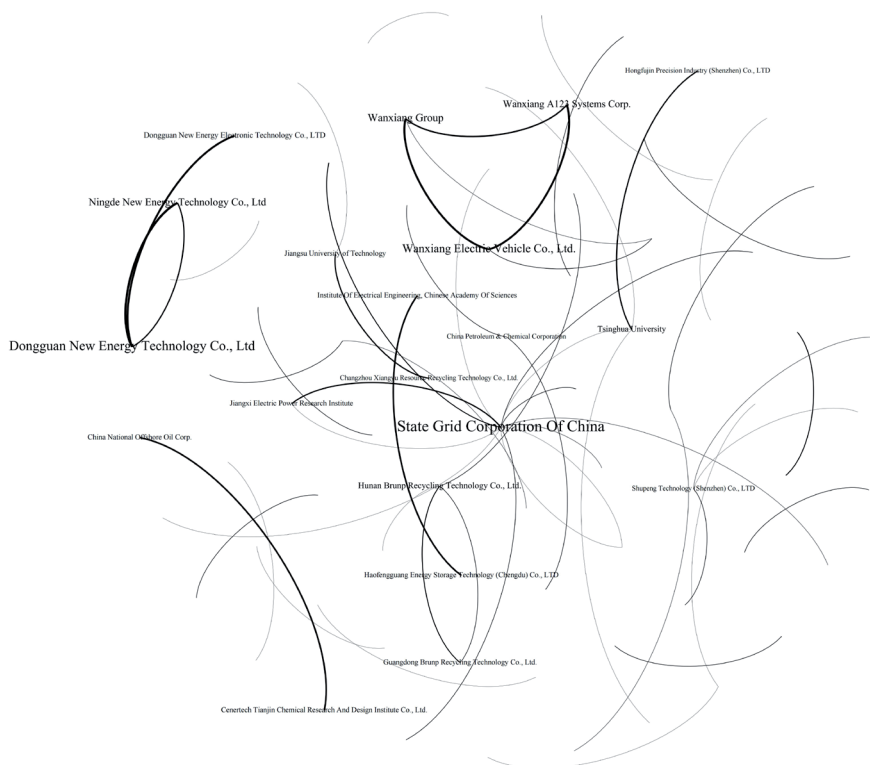 Hongfujin Precision Industry (Shenzhen) Co., LTD
Wanxiang A123 Systems Corp.
Wanxiang Group
Dongguan New Energy Electronic Technology Co., LTD
Ningde New Energy Technology Co., Ltd
Wanxiang Electric Vehicle Co., Ltd.
Jiangsu University of Technology
Institute Of Electrical Engineering, Chinese Academy Of Sciences
Tsinghua University
China Petroleum & Chemical Corporation
Dongguan New Energy Technology Co., Ltd
Changzhou Xiangyu Resource Recycling Technology Co., Ltd.
Jiangxi Electric Power Research Institute
State Grid Corporation Of China
China National Offshore Oil Corp.
Hunan Brunp Recycling Technology Co., Ltd.
Shupeng Technology (Shenzhen) Co., LTD
Haofengguang Energy Storage Technology (Chengdu) Co., LTD
Guangdong Brunp Recycling Technology Co., Ltd.
Cenertech Tianjin Chemical Research And Design Institute Co., Ltd.